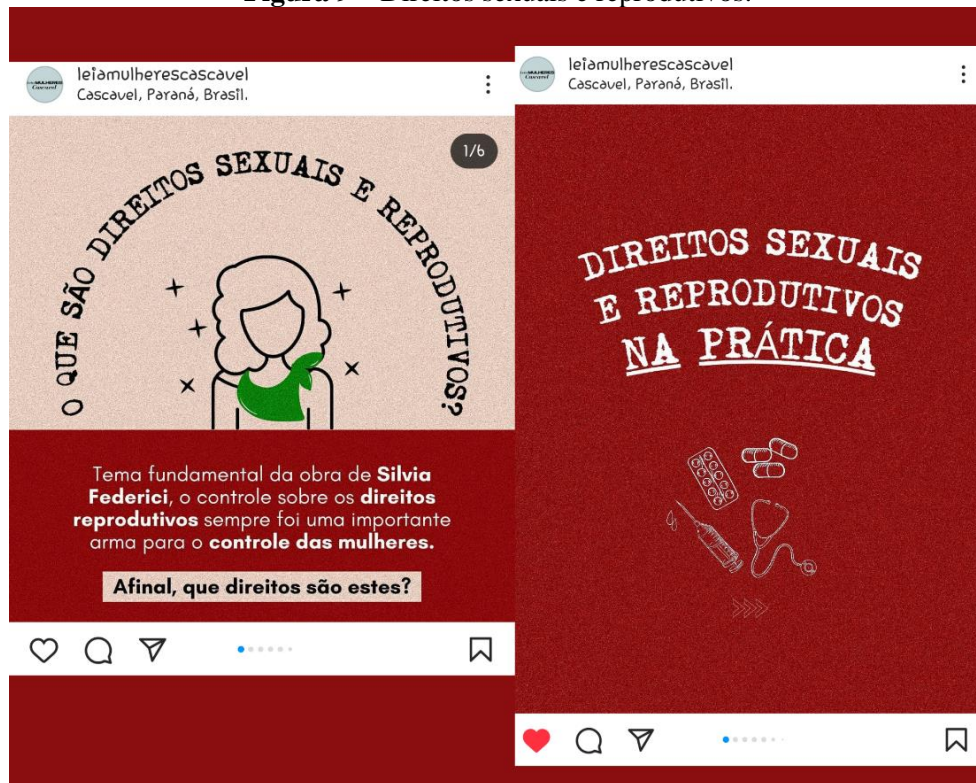 Figura 9 – Direitos sexuais e reprodutivos.
leiamulherescascavel
Cascavel, Paraná, Brasil.
1/6
O QUE SÃO DIREITOS SEXUAIS E REPRODUTIVOS?
Tema fundamental da obra de Silvia
Federici, o controle sobre os direitos
reprodutivos sempre foi uma importante
arma para o controle das mulheres.
Afinal, que direitos são estes?
leiamulherescascavel
Cascavel, Paraná, Brasil.
DIREITOS SEXUAIS
E REPRODUTIVOS
NA PRÁTICA